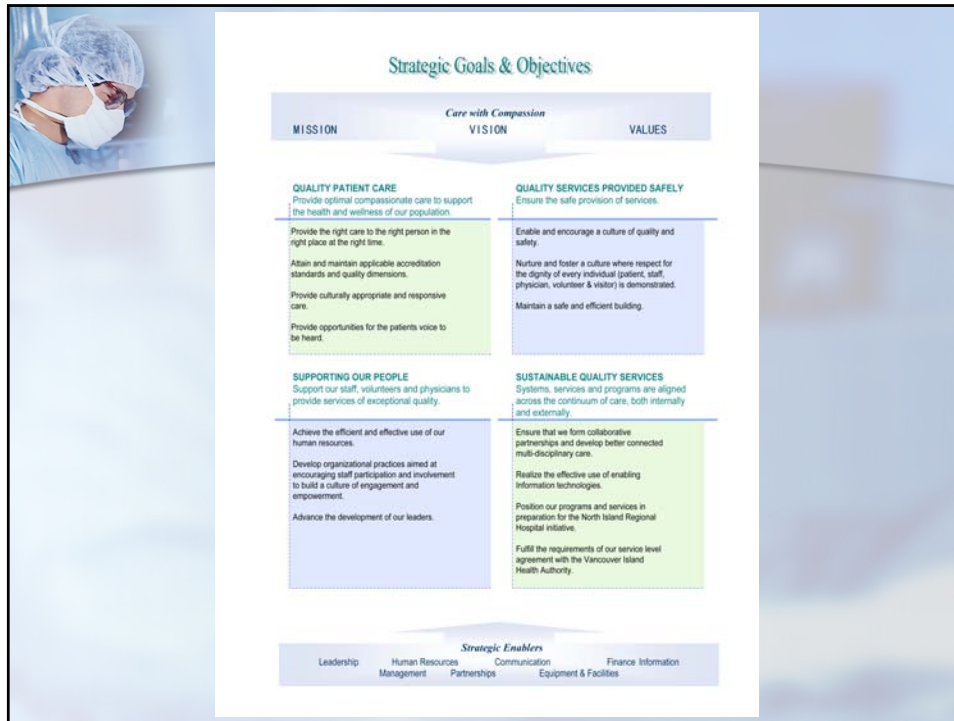 Strategic Goals & Objectives
Care with Compassion
MISSION VISION VALUES
QUALITY PATIENT CARE
Provide optimal compassionate care to support
the health and wellness of our population.
Provide the right care to the right person in the
right place at the right time.
Attain and maintain applicable accreditation
standards and quality dimensions.
Provide culturally appropriate and responsive
care.
Provide opportunities for the patients voice to
be heard.
QUALITY SERVICES PROVIDED SAFELY
Ensure the safe provision of services.
Enable and encourage a culture of quality and
safety.
Nurture and foster a culture where respect for
the dignity of every individual (patient, staff,
physician, volunteer & visitor) is demonstrated.
Maintain a safe and efficient building.
SUPPORTING OUR PEOPLE
Support our staff, volunteers and physicians to
provide services of exceptional quality.
Achieve the efficient and effective use of our
human resources.
Develop organizational practices aimed at
encouraging staff participation and involvement
to build a culture of engagement and
empowerment.
Advance the development of our leaders.
SUSTAINABLE QUALITY SERVICES
Systems, services and programs are aligned
across the continuum of care, both internally
and externally.
Ensure that we form collaborative
partnerships and develop better connected
multi-disciplinary care.
Realize the effective use of enabling
Information technologies.
Position our programs and services in
preparation for the North Island Regional
Hospital initiative.
Fulfill the requirements of our service level
agreement with the Vancouver Island
Health Authority.
Strategic Enablers
Leadership Human Resources Communication Finance Information
Management Partnerships Equipment & Facilities